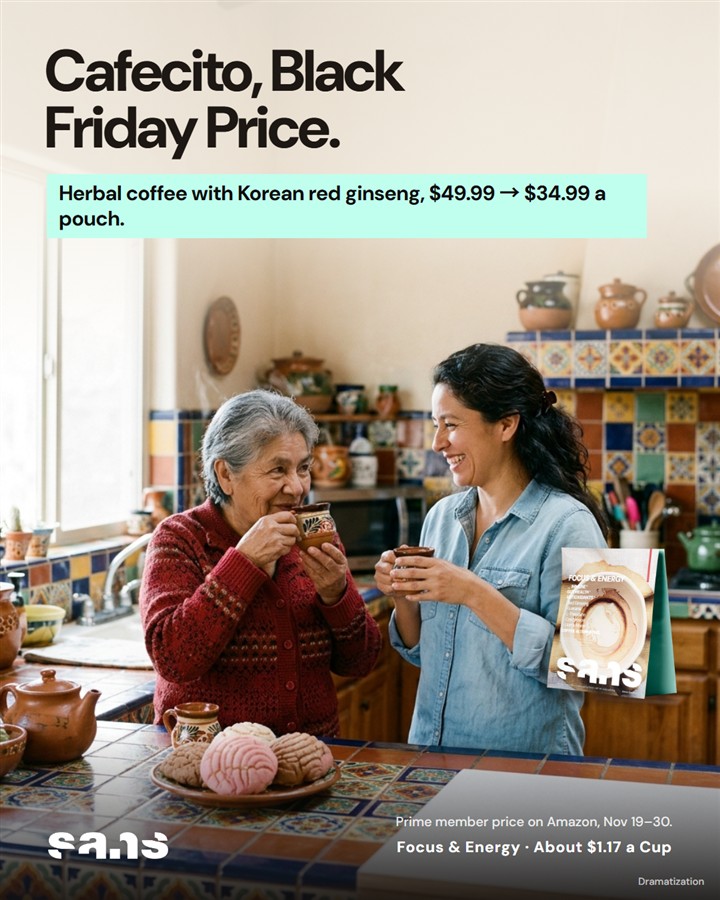 Cafecito, Black
Friday Price.
Herbal coffee with Korean red ginseng, $49.99 → $34.99 a
pouch.
FOCUS & ENERGY
sans
Prime member price on Amazon, Nov 19–30.
sans
Focus & Energy · About $1.17 a Cup
Dramatization